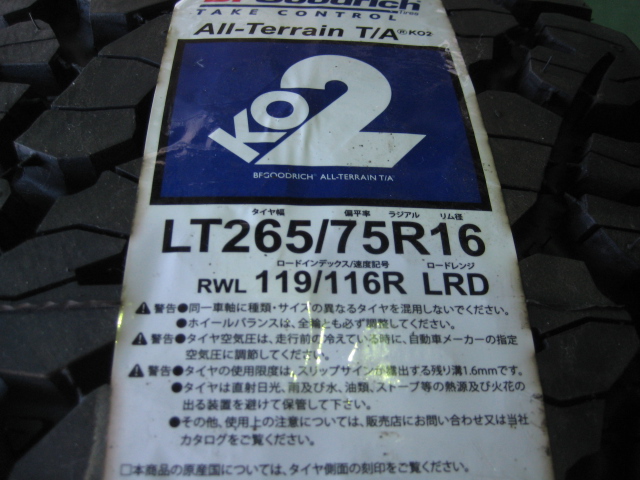 BFGoodrich Tires
TAKE CONTROL
All-Terrain T/A®KO2
KO2
BFGOODRICH® ALL-TERRAIN T/A®
タイヤ幅 偏平率 ラジアル リム径
LT265/75R16
ロードインデックス/速度記号 ロードレンジ
RWL 119/116R LRD
⚠警告●同一車軸に種類・サイズの異なるタイヤを混用しないでください。
●ホイールバランスは、全輪とも必ず調整してください。
⚠警告●タイヤ空気圧は、走行前の冷えている時に、自動車メーカーの指定
空気圧に調節してください。
⚠警告●タイヤの使用限度は、スリップサインが露出する残り溝1.6mmです。
●タイヤは直射日光、雨及び水、油類、ストーブ等の熱源及び火花の
出る装置を避けて保管して下さい。
●その他、使用上の注意については、販売店にお問い合わせ又は当社
カタログをご覧ください。
□本商品の原産国については、タイヤ側面の刻印をご覧ください。